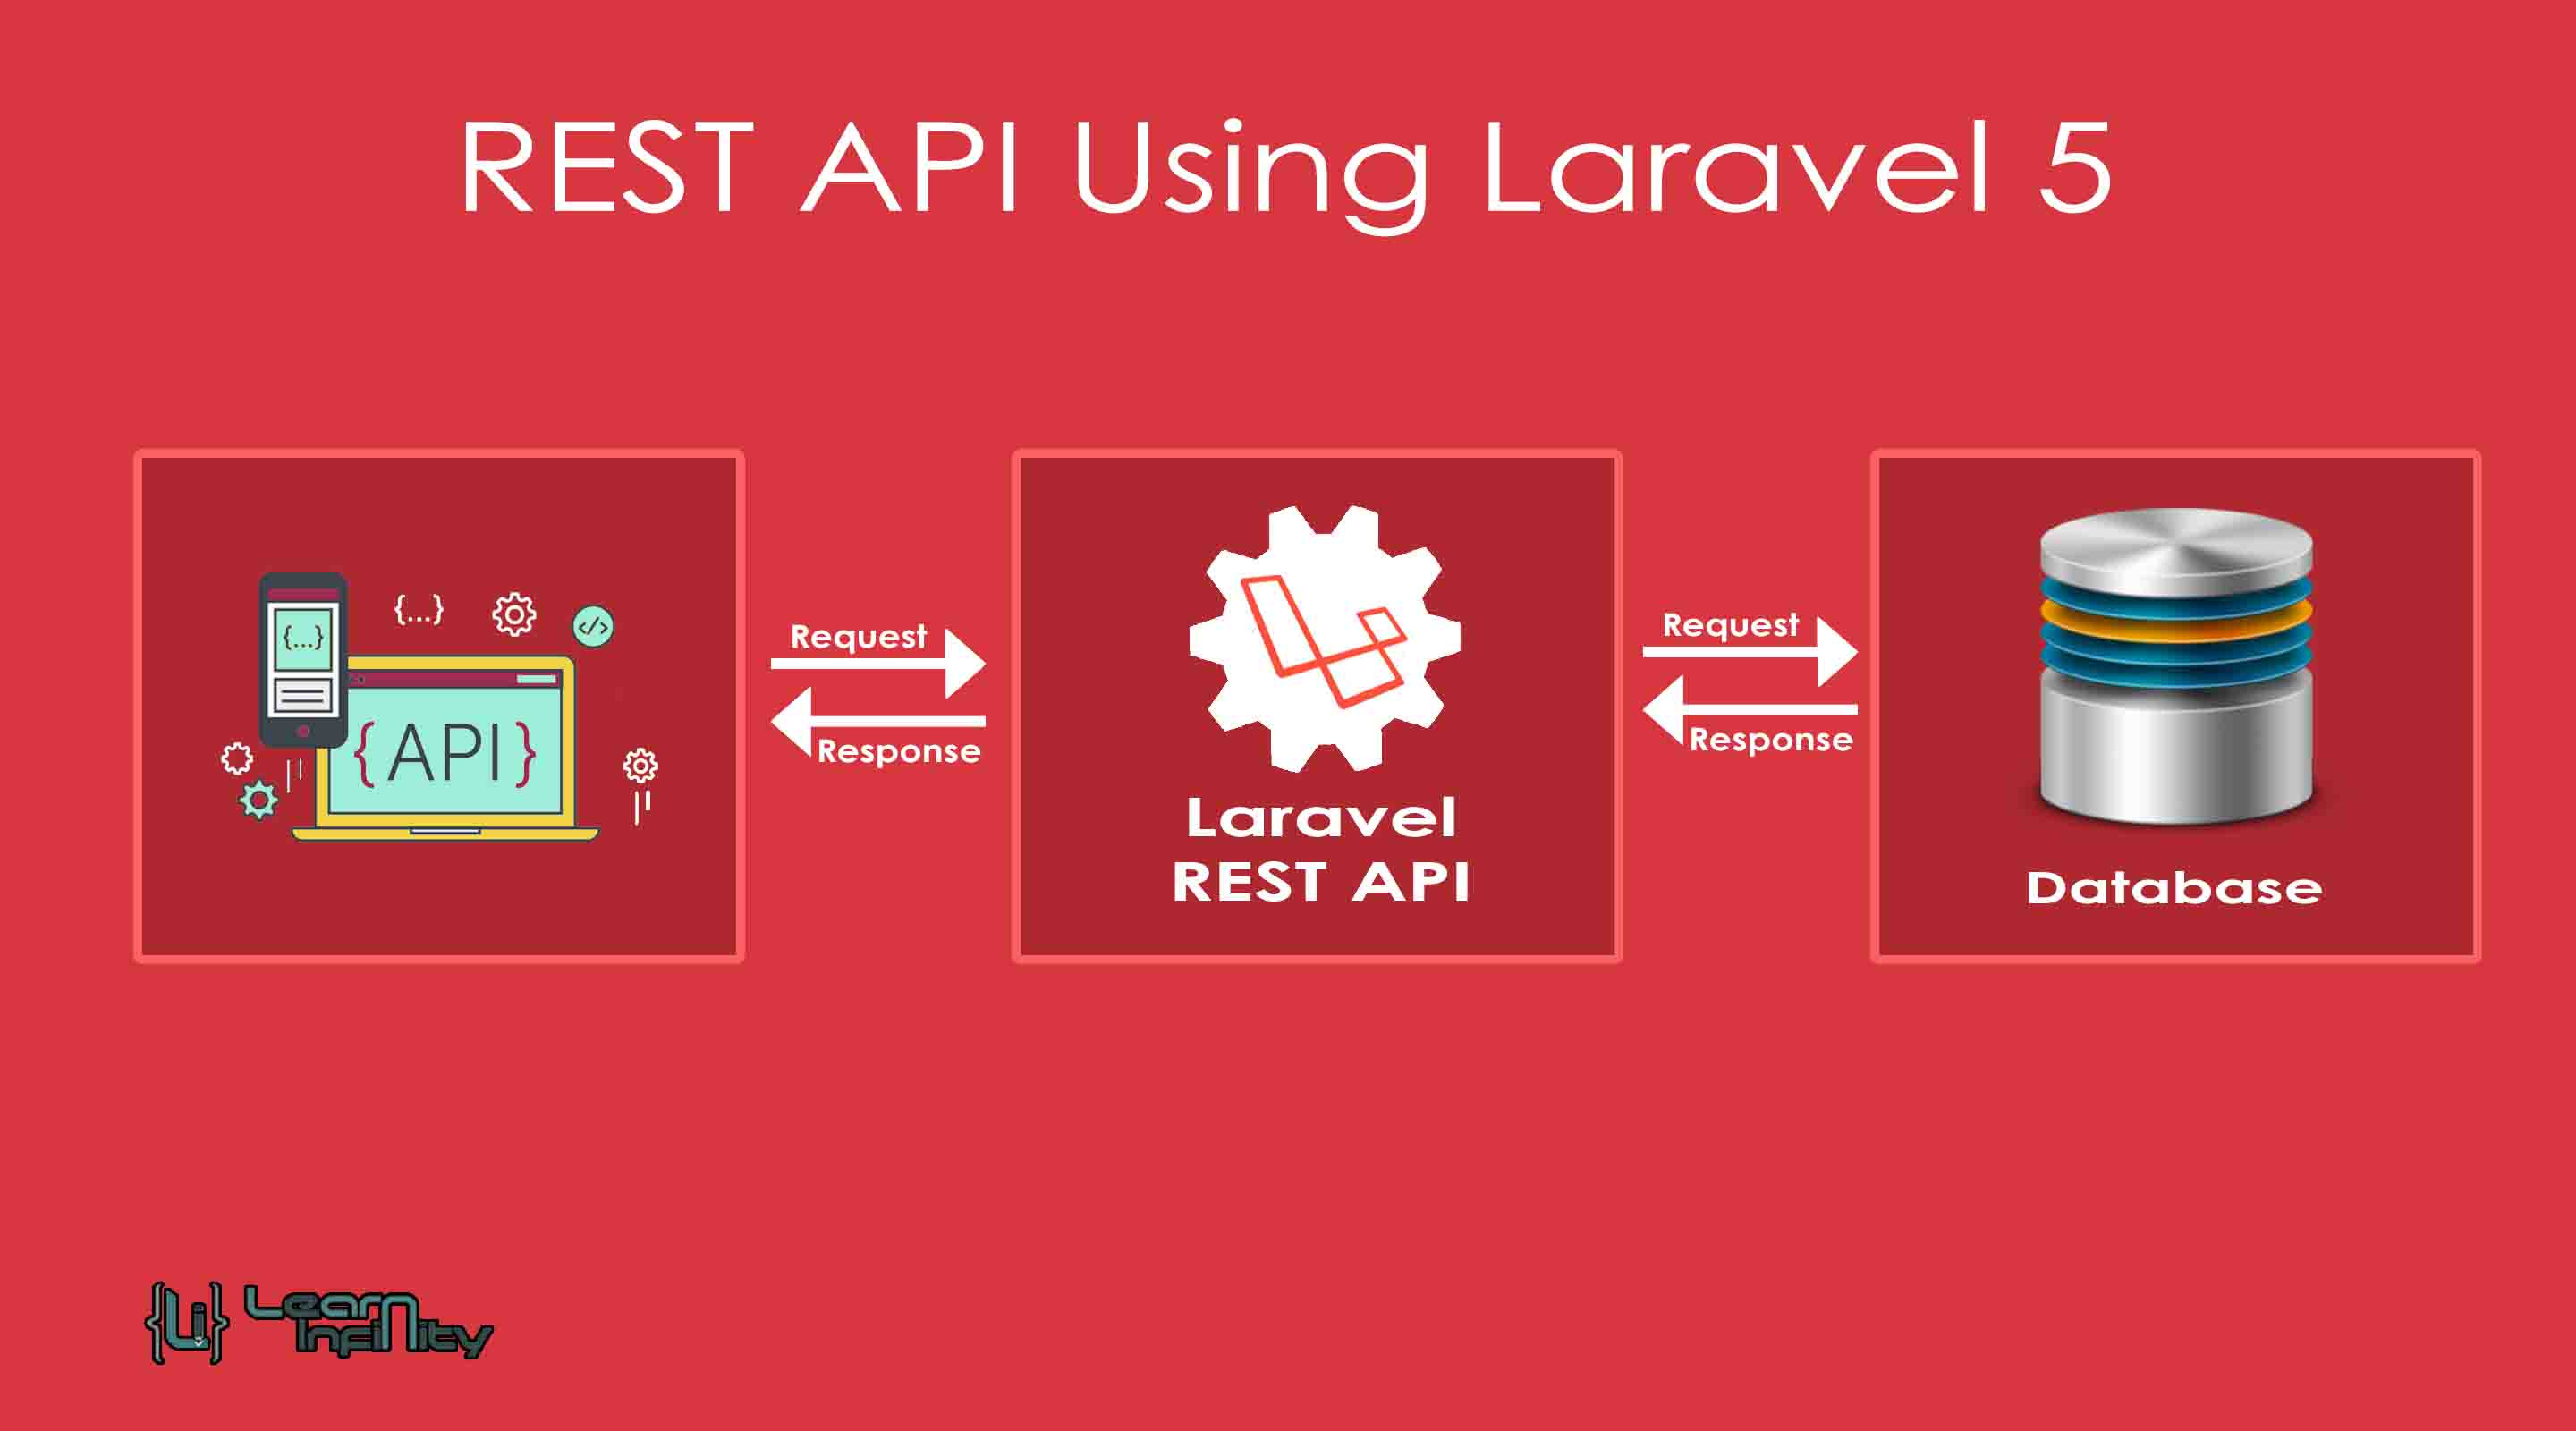 REST API Using Laravel 5
{...}
{...}
</>
{API}
Request
Response
Laravel
REST API
Request
Response
Database
{Li}
Learn
Infinity